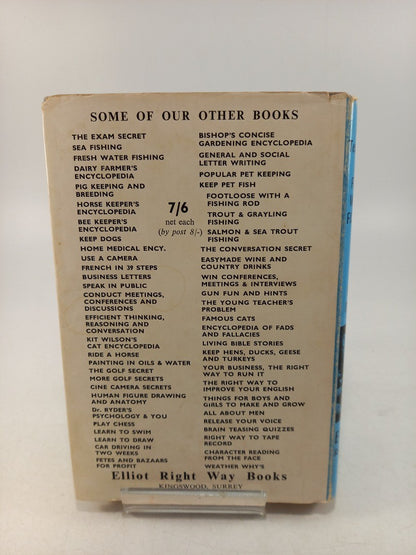 SOME OF OUR OTHER BOOKS
THE EXAM SECRET
SEA FISHING
FRESH WATER FISHING
DAIRY FARMER'S
ENCYCLOPEDIA
PIG KEEPING AND
BREEDING
HORSE KEEPER'S
ENCYCLOPEDIA
BEE KEEPER'S
ENCYCLOPEDIA
KEEP DOGS
HOME MEDICAL ENCY.
USE A CAMERA
FRENCH IN 39 STEPS
BUSINESS LETTERS
SPEAK IN PUBLIC
CONDUCT MEETINGS,
CONFERENCES AND
DISCUSSIONS
EFFICIENT THINKING,
REASONING AND
CONVERSATION
KIT WILSON'S
CAT ENCYCLOPEDIA
RIDE A HORSE
PAINTING IN OILS & WATER
THE GOLF SECRET
MORE GOLF SECRETS
CINE CAMERA SECRETS
HUMAN FIGURE DRAWING
AND ANATOMY
Dr. RYDER'S
PSYCHOLOGY & YOU
PLAY CHESS
LEARN TO SWIM
LEARN TO DRAW
CAR DRIVING IN
TWO WEEKS
FETES AND BAZAARS
FOR PROFIT
7/6
net each
(by post 8/-)
BISHOP'S CONCISE
GARDENING ENCYCLOPEDIA
GENERAL AND SOCIAL
LETTER WRITING
POPULAR PET KEEPING
KEEP PET FISH
FOOTLOOSE WITH A
FISHING ROD
TROUT & GRAYLING
FISHING
SALMON & SEA TROUT
FISHING
THE CONVERSATION SECRET
EASYMADE WINE AND
COUNTRY DRINKS
WIN CONFERENCES,
MEETINGS & INTERVIEWS
GUN FUN AND HINTS
THE YOUNG TEACHER'S
PROBLEM
FAMOUS CATS
ENCYCLOPEDIA OF FADS
AND FALLACIES
LIVING BIBLE STORIES
KEEP HENS, DUCKS, GEESE
AND TURKEYS
YOUR BUSINESS, THE RIGHT
WAY TO RUN IT
THE RIGHT WAY TO
IMPROVE YOUR ENGLISH
THINGS FOR BOYS AND
GIRLS TO MAKE AND GROW
ALL ABOUT MEN
RELEASE YOUR VOICE
BRAIN TEASING QUIZZES
RIGHT WAY TO TAPE
RECORD
CHARACTER READING
FROM THE FACE
WEATHER WHY'S
Elliot Right Way Books
KINGSWOOD, SURREY